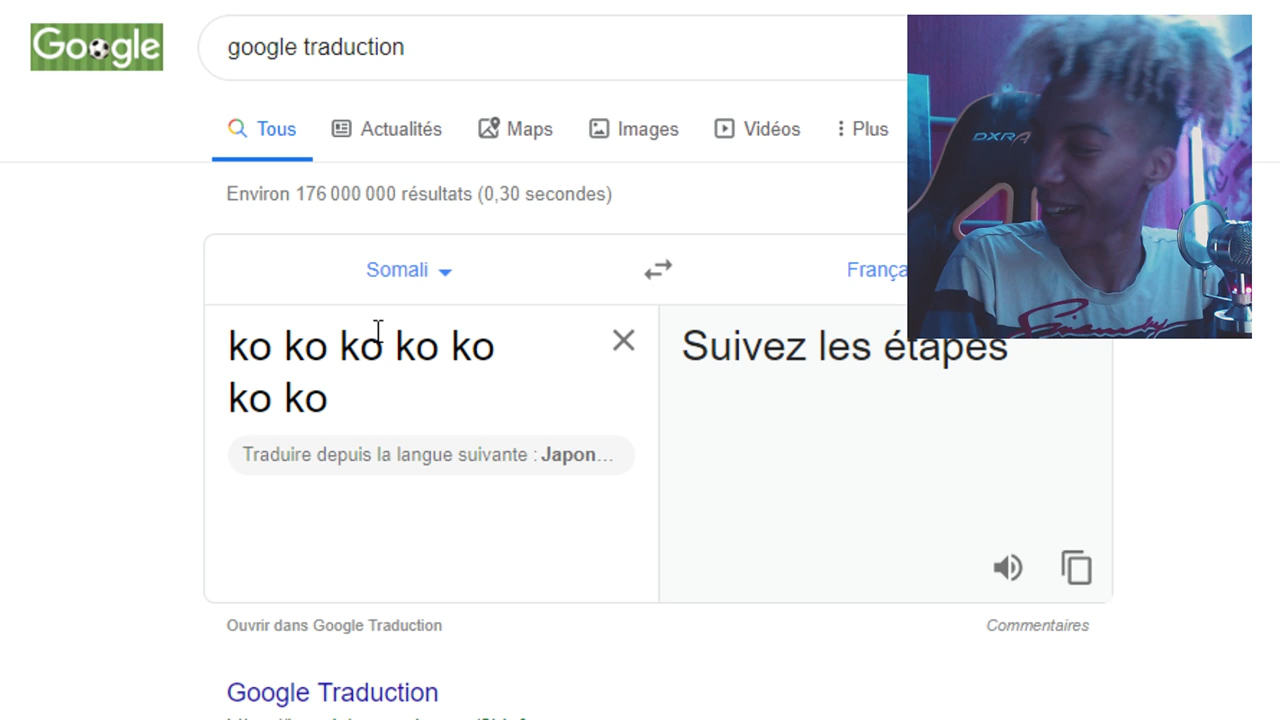 Google
google traduction
Tous
Actualités
Maps
Images
Vidéos
Plus
Environ 176 000 000 résultats (0,30 secondes)
Somali
França
ko ko ko ko ko
ko ko
Suivez les étapes
Traduire depuis la langue suivante : Japon...
Ouvrir dans Google Traduction
Commentaires
Google Traduction